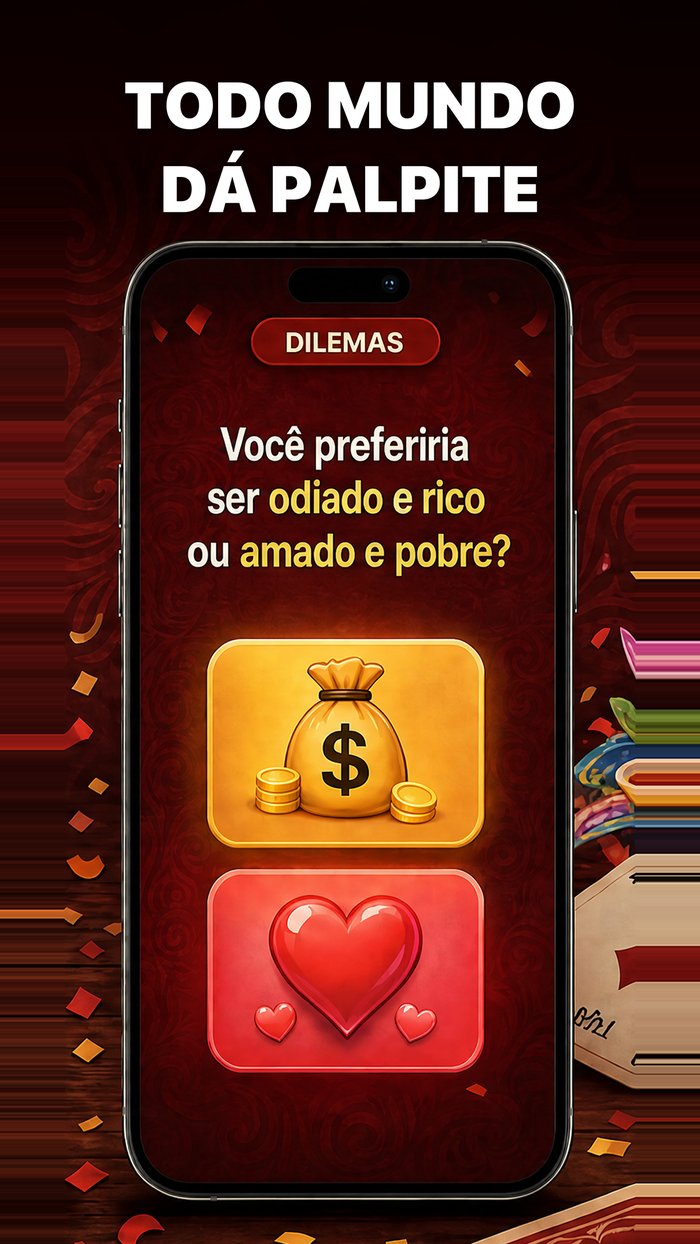 TODO MUNDO
DÁ PALPITE
DILEMAS
Você preferiria
ser odiado e rico
ou amado e pobre?
$